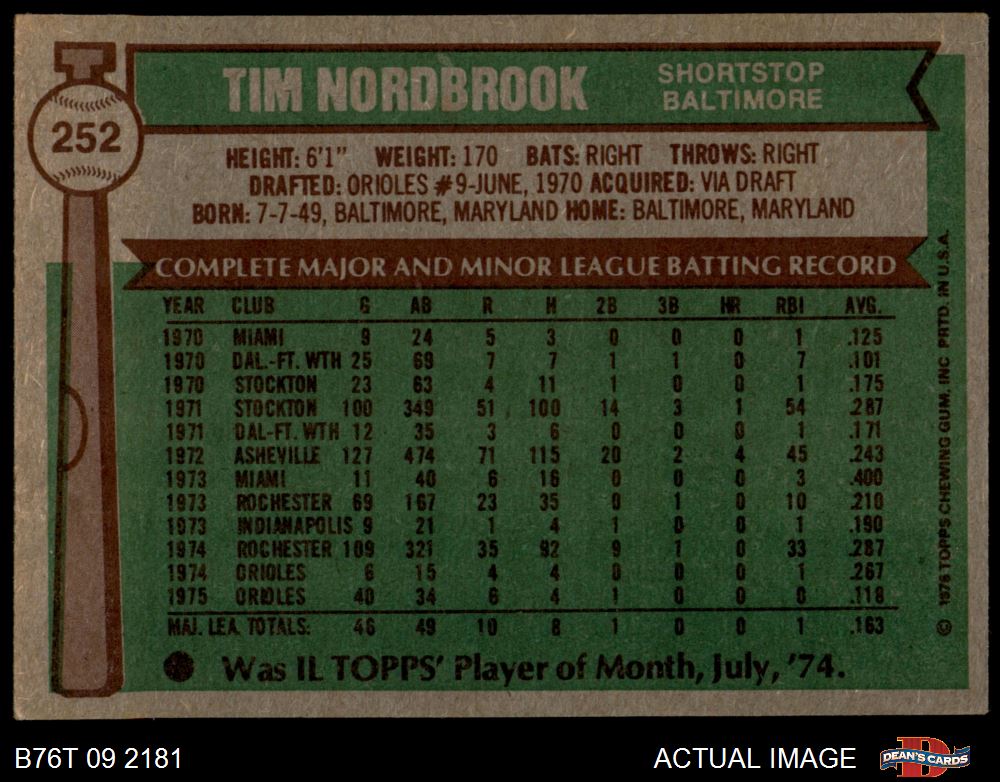 252
TIM NORDBROOK
SHORTSTOP
BALTIMORE
HEIGHT: 6'1" WEIGHT: 170 BATS: RIGHT THROWS: RIGHT
DRAFTED: ORIOLES #9-JUNE, 1970 ACQUIRED: VIA DRAFT
BORN: 7-7-49, BALTIMORE, MARYLAND HOME: BALTIMORE, MARYLAND
COMPLETE MAJOR AND MINOR LEAGUE BATTING RECORD
YEAR CLUB G AB R H 2B 3B HR RBI AVG.
1970 MIAMI 9 24 5 3 0 0 0 1 .125
1970 DAL.-FT. WTH 25 69 7 7 1 1 0 7 .101
1970 STOCKTON 23 63 4 11 1 0 0 1 .175
1971 STOCKTON 100 349 51 100 14 3 1 54 .287
1971 DAL-FT. WTH 12 35 3 6 0 0 0 1 .171
1972 ASHEVILLE 127 474 71 115 20 2 4 45 .243
1973 MIAMI 11 40 6 16 0 0 0 3 .400
1973 ROCHESTER 69 167 23 35 0 1 0 10 .210
1973 INDIANAPOLIS 9 21 1 4 1 0 0 1 .190
1974 ROCHESTER 109 321 35 92 9 1 0 33 .287
1974 ORIOLES 6 15 4 4 0 0 0 1 .267
1975 ORIOLES 40 34 6 4 1 0 0 0 .118
MAJ. LEA. TOTALS: 46 49 10 8 1 0 0 1 .163
Was IL TOPPS' Player of Month, July, '74.
© 1976 TOPPS CHEWING GUM, INC PRTD. IN U.S.A.
B76T 09 2181
ACTUAL IMAGE
DEAN'S CARDS